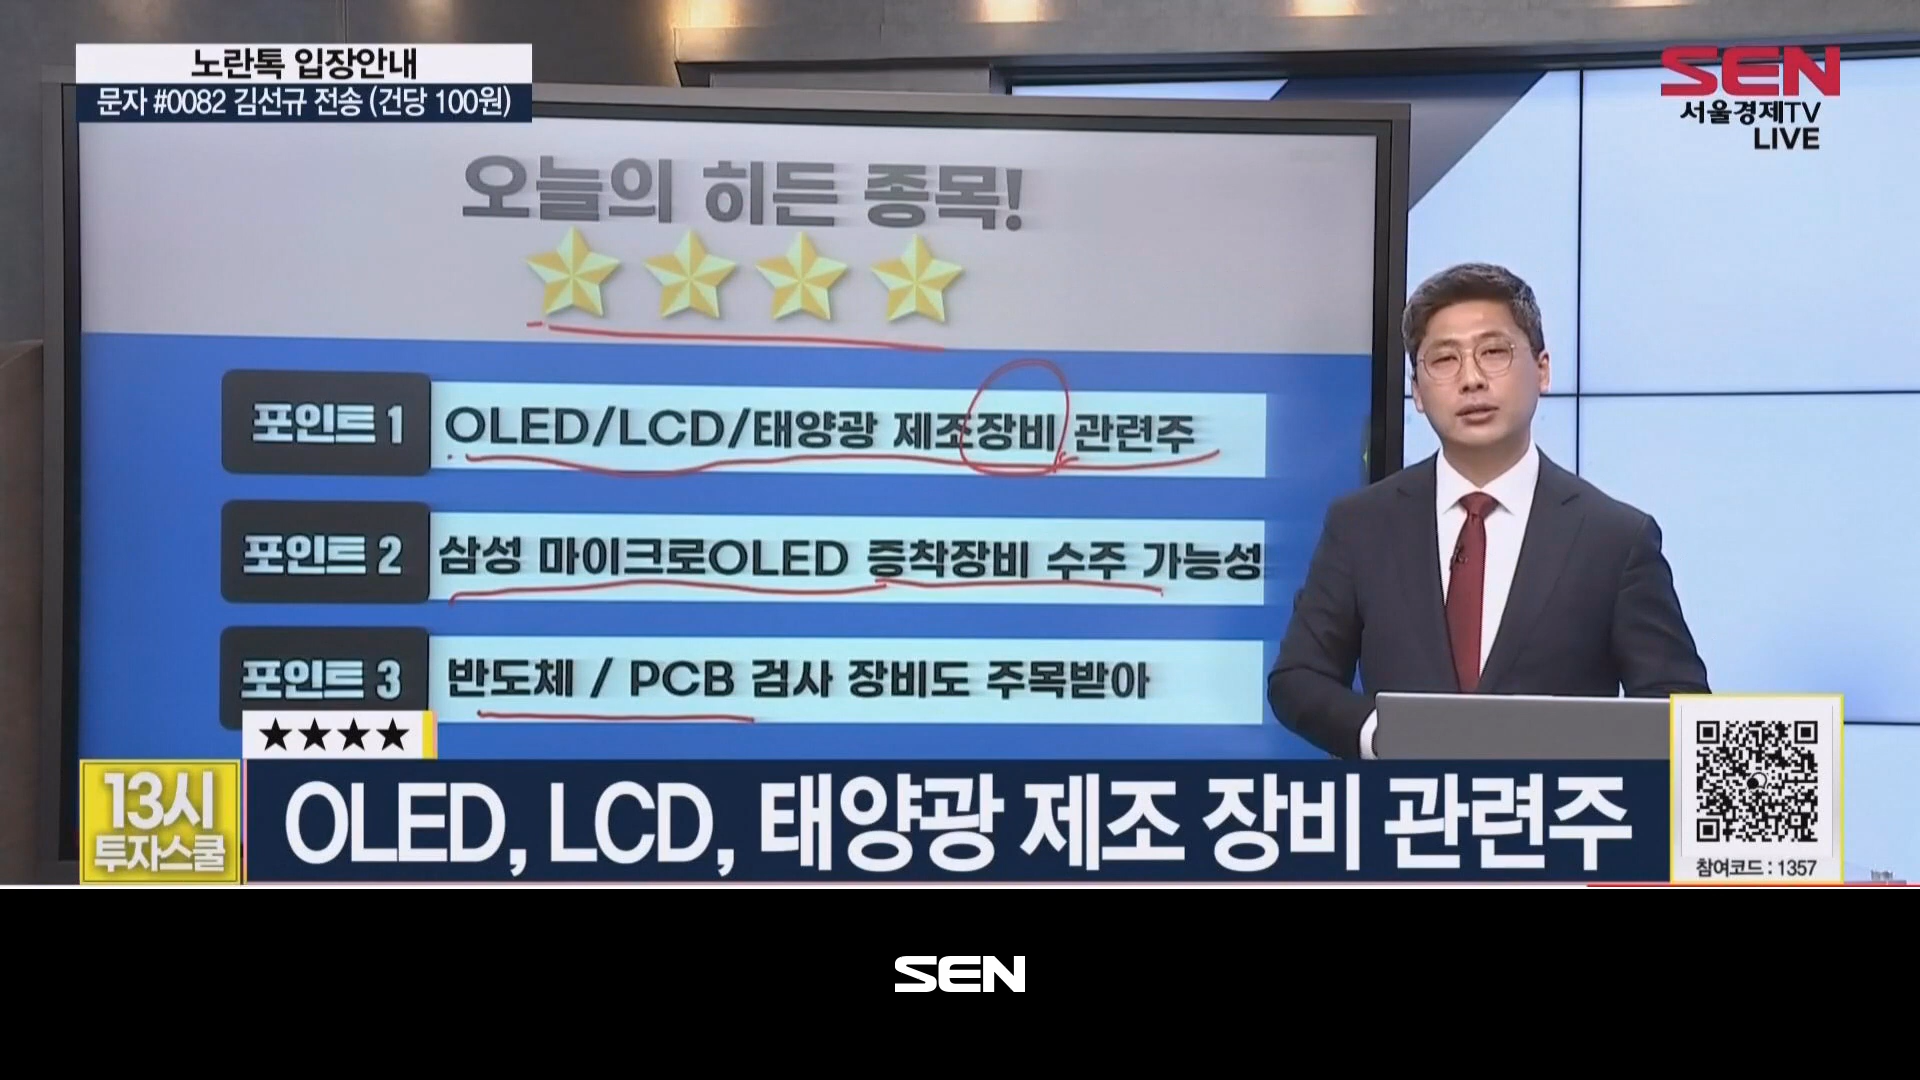 노란톡 입장안내
문자 #0082 김선규 전송 (건당 100원)
SEN
서울경제TV
LIVE
오늘의 히든 종목!
포인트 1
OLED/LCD/태양광 제조장비 관련주
포인트 2
삼성 마이크로OLED 증착장비 수주 가능성
포인트 3
반도체 / PCB 검사 장비도 주목받아
★★★★
13시
투자스쿨
OLED, LCD, 태양광 제조 장비 관련주
참여코드 : 1357
SEN